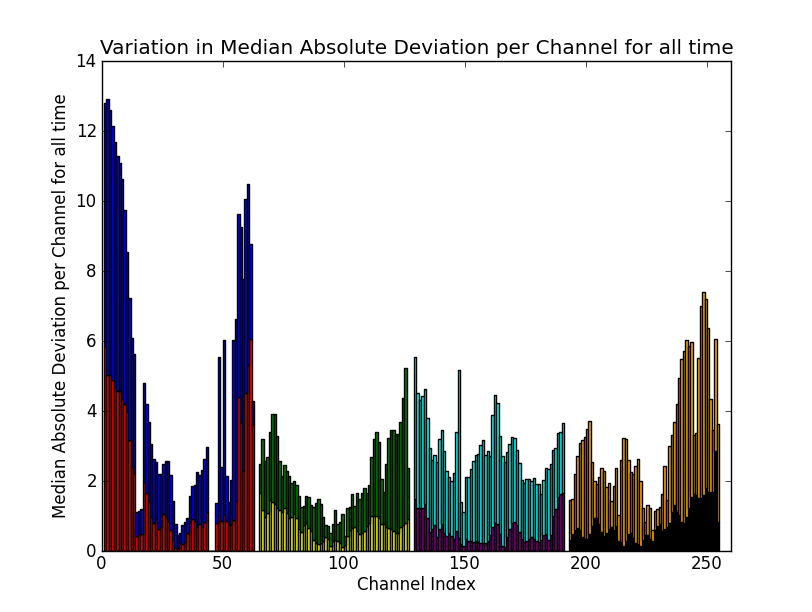 Variation in Median Absolute Deviation per Channel for all time
14
12
10
8
6
4
2
0
Median Absolute Deviation per Channel for all time
0 50 100 150 200 250
Channel Index